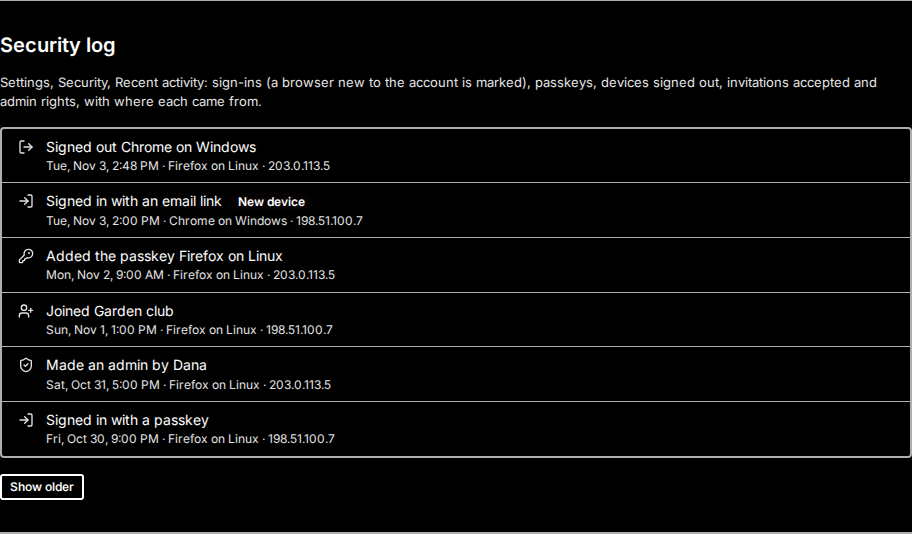 Security log
Settings, Security, Recent activity: sign-ins (a browser new to the account is marked), passkeys, devices signed out, invitations accepted and
admin rights, with where each came from.
Signed out Chrome on Windows
Tue, Nov 3, 2:48 PM · Firefox on Linux · 203.0.113.5
Signed in with an email link New device
Tue, Nov 3, 2:00 PM · Chrome on Windows · 198.51.100.7
Added the passkey Firefox on Linux
Mon, Nov 2, 9:00 AM · Firefox on Linux · 203.0.113.5
Joined Garden club
Sun, Nov 1, 1:00 PM · Firefox on Linux · 198.51.100.7
Made an admin by Dana
Sat, Oct 31, 5:00 PM · Firefox on Linux · 203.0.113.5
Signed in with a passkey
Fri, Oct 30, 9:00 PM · Firefox on Linux · 198.51.100.7
Show older